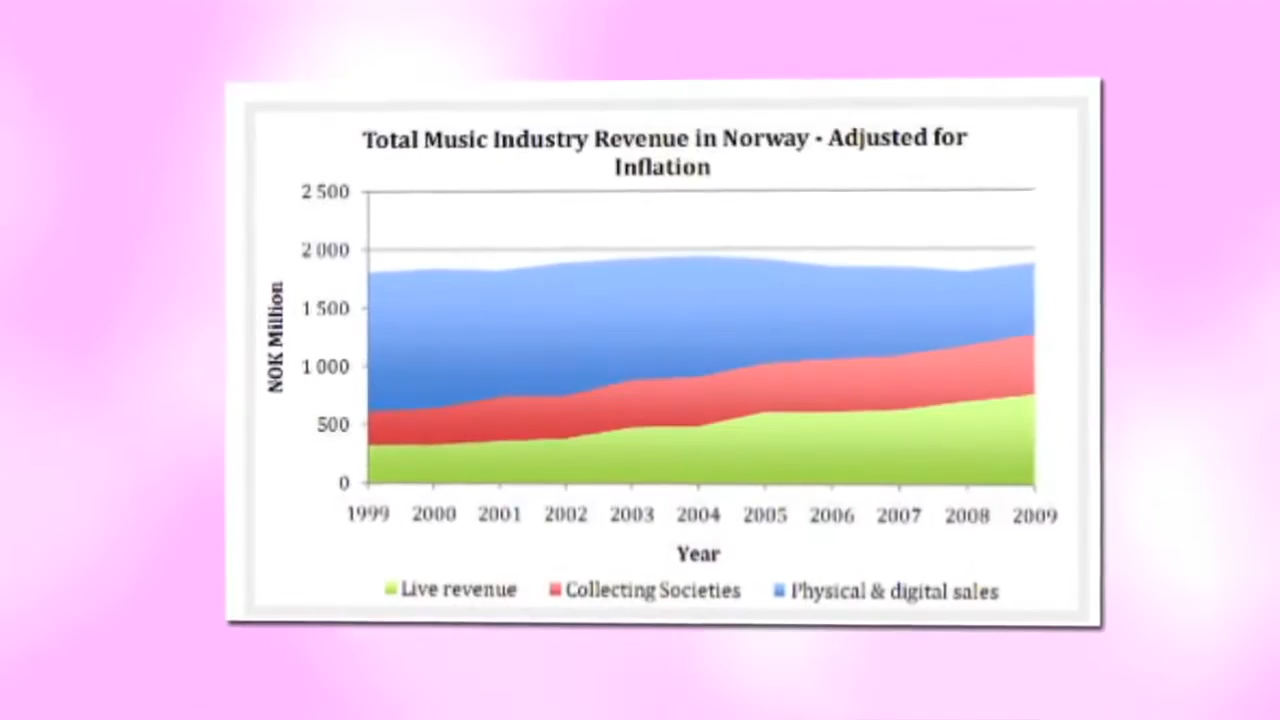 Total Music Industry Revenue in Norway - Adjusted for
Inflation
2 500
2 000
1 500
1 000
500
0
NOK Million
1999 2000 2001 2002 2003 2004 2005 2006 2007 2008 2009
Year
Live revenue Collecting Societies Physical & digital sales